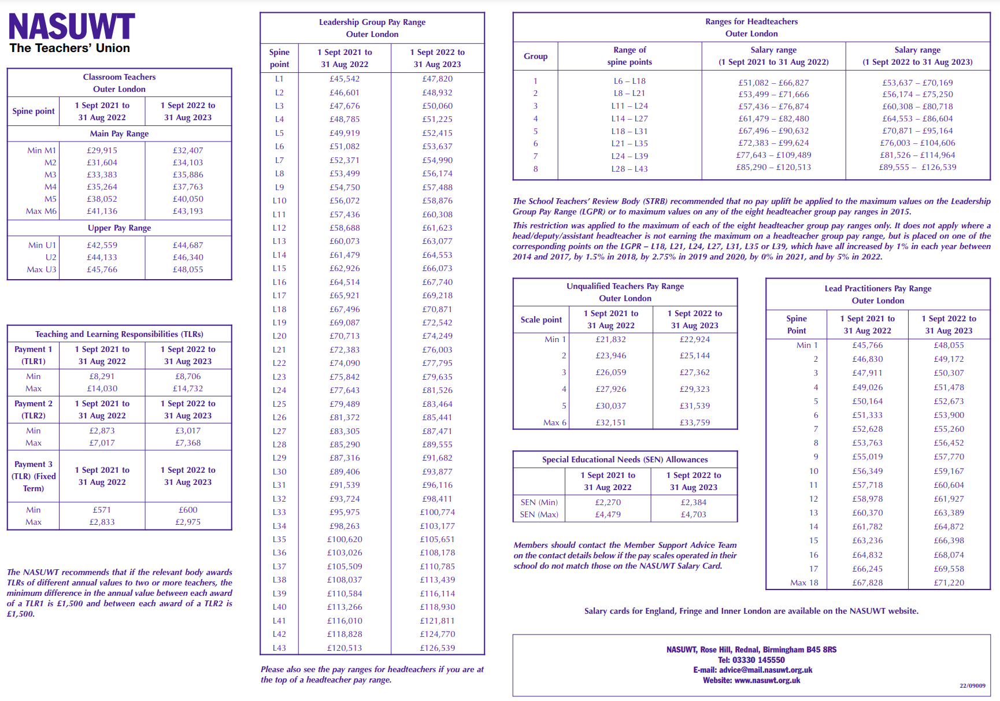 NASUWT
The Teachers' Union
Classroom Teachers
Outer London
Spine point 1 Sept 2021 to 31 Aug 2022 1 Sept 2022 to 31 Aug 2023
Main Pay Range
Min M1 £29,915 £32,407
M2 £31,604 £34,103
M3 £33,383 £35,886
M4 £35,264 £37,763
M5 £38,052 £40,050
Max M6 £41,136 £43,193
Upper Pay Range
Min U1 £42,559 £44,687
U2 £44,133 £46,340
Max U3 £45,766 £48,055
Teaching and Learning Responsibilities (TLRs)
Payment 1 (TLR1) 1 Sept 2021 to 31 Aug 2022 1 Sept 2022 to 31 Aug 2023
Min £8,291 £8,706
Max £14,030 £14,732
Payment 2 (TLR2) 1 Sept 2021 to 31 Aug 2022 1 Sept 2022 to 31 Aug 2023
Min £2,873 £3,017
Max £7,017 £7,368
Payment 3 (TLR) (Fixed Term) 1 Sept 2021 to 31 Aug 2022 1 Sept 2022 to 31 Aug 2023
Min £571 £600
Max £2,833 £2,975
The NASUWT recommends that if the relevant body awards
TLRs of different annual values to two or more teachers, the
minimum difference in the annual value between each award
of a TLR1 is £1,500 and between each award of a TLR2 is
£1,500.
Leadership Group Pay Range
Outer London
Spine point 1 Sept 2021 to 31 Aug 2022 1 Sept 2022 to 31 Aug 2023
L1 £45,542 £47,820
L2 £46,601 £48,932
L3 £47,676 £50,060
L4 £48,785 £51,225
L5 £49,919 £52,415
L6 £51,082 £53,637
L7 £52,371 £54,990
L8 £53,499 £56,174
L9 £54,750 £57,488
L10 £56,072 £58,876
L11 £57,436 £60,308
L12 £58,688 £61,623
L13 £60,073 £63,077
L14 £61,479 £64,553
L15 £62,926 £66,073
L16 £64,514 £67,740
L17 £65,921 £69,218
L18 £67,496 £70,871
L19 £69,087 £72,542
L20 £70,713 £74,249
L21 £72,383 £76,003
L22 £74,090 £77,795
L23 £75,842 £79,635
L24 £77,643 £81,526
L25 £79,489 £83,464
L26 £81,372 £85,441
L27 £83,305 £87,471
L28 £85,290 £89,555
L29 £87,316 £91,682
L30 £89,406 £93,877
L31 £91,539 £96,116
L32 £93,724 £98,411
L33 £95,975 £100,774
L34 £98,263 £103,177
L35 £100,620 £105,651
L36 £103,026 £108,178
L37 £105,509 £110,785
L38 £108,037 £113,439
L39 £110,584 £116,114
L40 £113,266 £118,930
L41 £116,010 £121,811
L42 £118,828 £124,770
L43 £120,513 £126,539
Please also see the pay ranges for headteachers if you are at
the top of a headteacher pay range.
Ranges for Headteachers
Outer London
Group Range of spine points Salary range (1 Sept 2021 to 31 Aug 2022) Salary range (1 Sept 2022 to 31 Aug 2023)
1 L6 – L18 £51,082 – £66,827 £53,637 – £70,169
2 L8 – L21 £53,499 – £71,666 £56,174 – £75,250
3 L11 – L24 £57,436 – £76,874 £60,308 – £80,718
4 L14 – L27 £61,479 – £82,480 £64,553 – £86,604
5 L18 – L31 £67,496 – £90,632 £70,871 – £95,164
6 L21 – L35 £72,383 – £99,624 £76,003 – £104,606
7 L24 – L39 £77,643 – £109,489 £81,526 – £114,964
8 L28 – L43 £85,290 – £120,513 £89,555 – £126,539
The School Teachers' Review Body (STRB) recommended that no pay uplift be applied to the maximum values on the Leadership
Group Pay Range (LGPR) or to maximum values on any of the eight headteacher group pay ranges in 2015.
This restriction was applied to the maximum of each of the eight headteacher group pay ranges only. It does not apply where a
head/deputy/assistant headteacher is not earning the maximum on a headteacher group pay range, but is placed on one of the
corresponding points on the LGPR – L18, L21, L24, L27, L31, L35 or L39, which have all increased by 1% in each year between
2014 and 2017, by 1.5% in 2018, by 2.75% in 2019 and 2020, by 0% in 2021, and by 5% in 2022.
Unqualified Teachers Pay Range
Outer London
Scale point 1 Sept 2021 to 31 Aug 2022 1 Sept 2022 to 31 Aug 2023
Min 1 £21,832 £22,924
2 £23,946 £25,144
3 £26,059 £27,362
4 £27,926 £29,323
5 £30,037 £31,539
Max 6 £32,151 £33,759
Special Educational Needs (SEN) Allowances
1 Sept 2021 to 31 Aug 2022 1 Sept 2022 to 31 Aug 2023
SEN (Min) £2,270 £2,384
SEN (Max) £4,479 £4,703
Members should contact the Member Support Advice Team
on the contact details below if the pay scales operated in their
school do not match those on the NASUWT Salary Card.
Lead Practitioners Pay Range
Outer London
Spine Point 1 Sept 2021 to 31 Aug 2022 1 Sept 2022 to 31 Aug 2023
Min 1 £45,766 £48,055
2 £46,830 £49,172
3 £47,911 £50,307
4 £49,026 £51,478
5 £50,164 £52,673
6 £51,333 £53,900
7 £52,628 £55,260
8 £53,763 £56,452
9 £55,019 £57,770
10 £56,349 £59,167
11 £57,718 £60,604
12 £58,978 £61,927
13 £60,370 £63,389
14 £61,782 £64,872
15 £63,236 £66,398
16 £64,832 £68,074
17 £66,245 £69,558
Max 18 £67,828 £71,220
Salary cards for England, Fringe and Inner London are available on the NASUWT website.
NASUWT, Rose Hill, Rednal, Birmingham B45 8RS
Tel: 03330 145550
E-mail: advice@mail.nasuwt.org.uk
Website: www.nasuwt.org.uk
22/09009